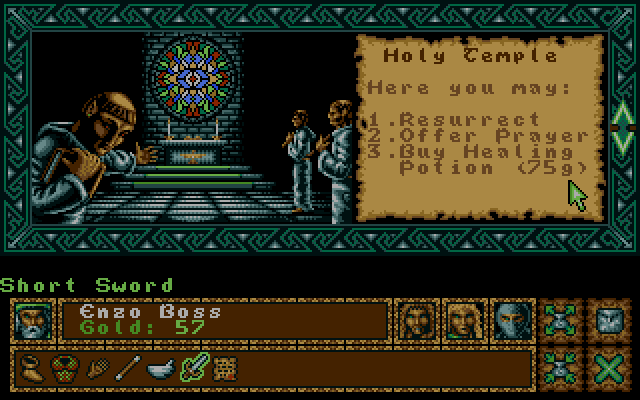 Holy Temple
Here you may:
1.Resurrect
2.Offer Prayer
3.Buy Healing
Potion (75g)
Short Sword
Enzo Boss
Gold: 57